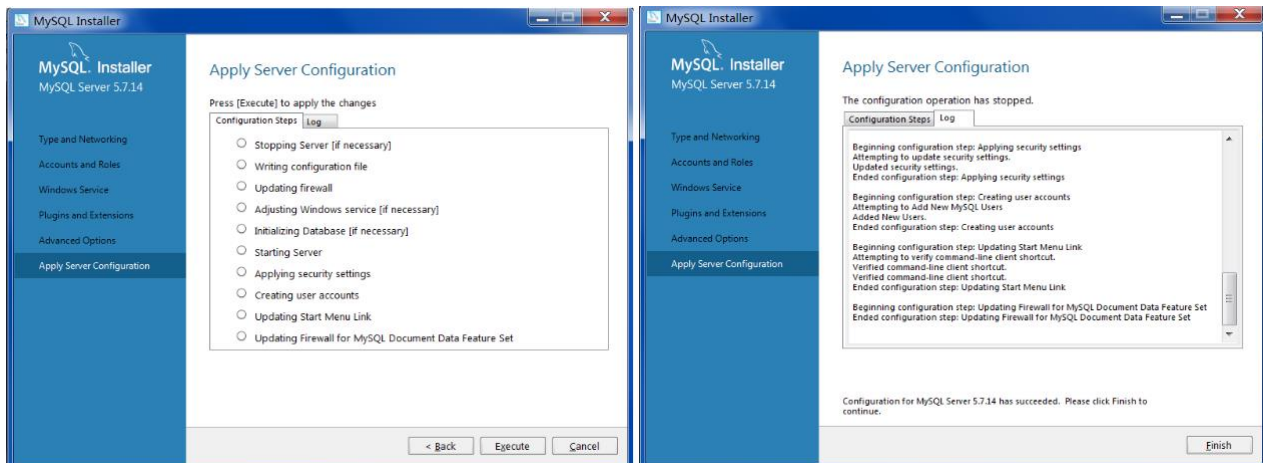 MySQL Installer
MySQL. Installer
MySQL Server 5.7.14
Type and Networking
Accounts and Roles
Windows Service
Plugins and Extensions
Advanced Options
Apply Server Configuration
Apply Server Configuration
Press [Execute] to apply the changes
Configuration Steps Log
Stopping Server [if necessary]
Writing configuration file
Updating firewall
Adjusting Windows service [if necessary]
Initializing Database [if necessary]
Starting Server
Applying security settings
Creating user accounts
Updating Start Menu Link
Updating Firewall for MySQL Document Data Feature Set
< Back Execute Cancel
MySQL Installer
MySQL. Installer
MySQL Server 5.7.14
Type and Networking
Accounts and Roles
Windows Service
Plugins and Extensions
Advanced Options
Apply Server Configuration
Apply Server Configuration
The configuration operation has stopped.
Configuration Steps Log
Beginning configuration step: Applying security settings
Attempting to update security settings.
Updated security settings.
Ended configuration step: Applying security settings
Beginning configuration step: Creating user accounts
Attempting to Add New MySQL Users
Added New Users.
Ended configuration step: Creating user accounts
Beginning configuration step: Updating Start Menu Link
Attempting to verify command-line client shortcut.
Verified command-line client shortcut.
Verified command-line client shortcut.
Ended configuration step: Updating Start Menu Link
Beginning configuration step: Updating Firewall for MySQL Document Data Feature Set
Ended configuration step: Updating Firewall for MySQL Document Data Feature Set
Configuration for MySQL Server 5.7.14 has succeeded. Please click Finish to
continue.
Finish